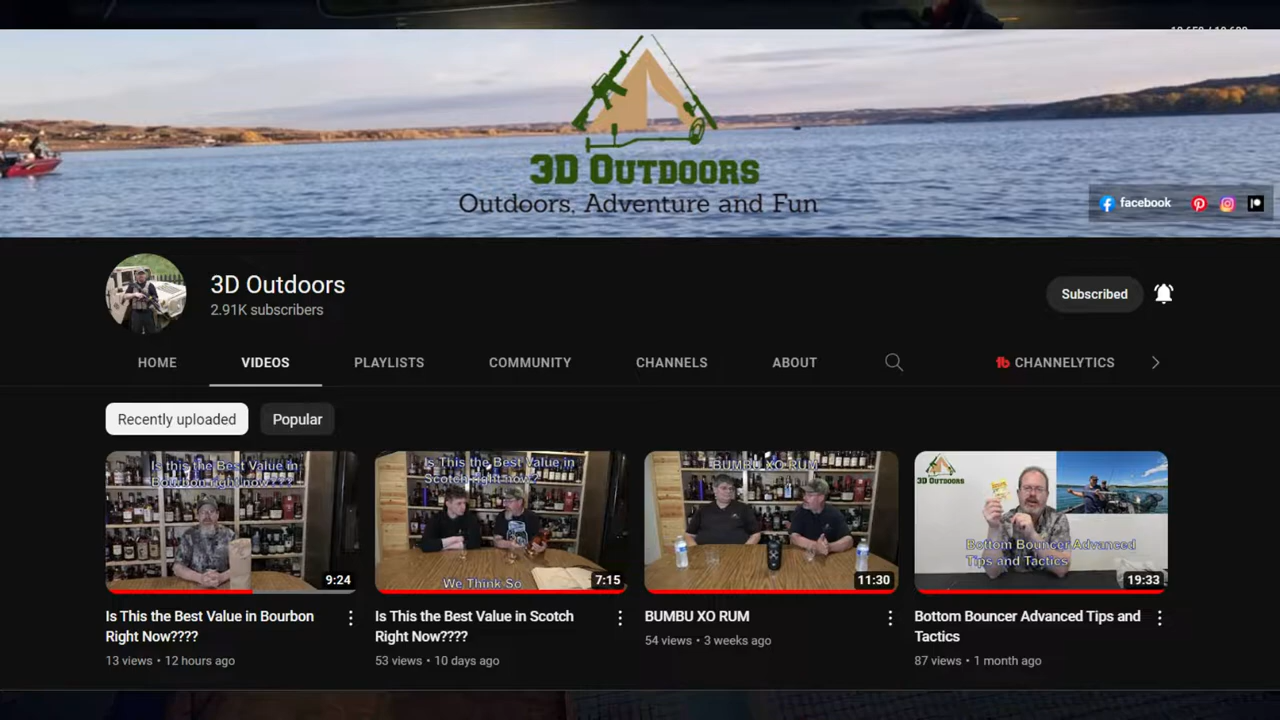 3D OUTDOORS
Outdoors, Adventure and Fun
facebook
3D Outdoors
2.91K subscribers
Subscribed
HOME
VIDEOS
PLAYLISTS
COMMUNITY
CHANNELS
ABOUT
CHANNELYTICS
Recently uploaded
Popular
Is this the Best Value in
Bourbon right now???
9:24
Is This the Best Value in
Scotch Right now??
We Think So
7:15
BUMBU XO RUM
11:30
3D OUTDOORS
Bottom Bouncer Advanced
Tips and Tactics
19:33
Is This the Best Value in Bourbon
Right Now????
13 views • 12 hours ago
Is This the Best Value in Scotch
Right Now????
53 views • 10 days ago
BUMBU XO RUM
54 views • 3 weeks ago
Bottom Bouncer Advanced Tips and
Tactics
87 views • 1 month ago